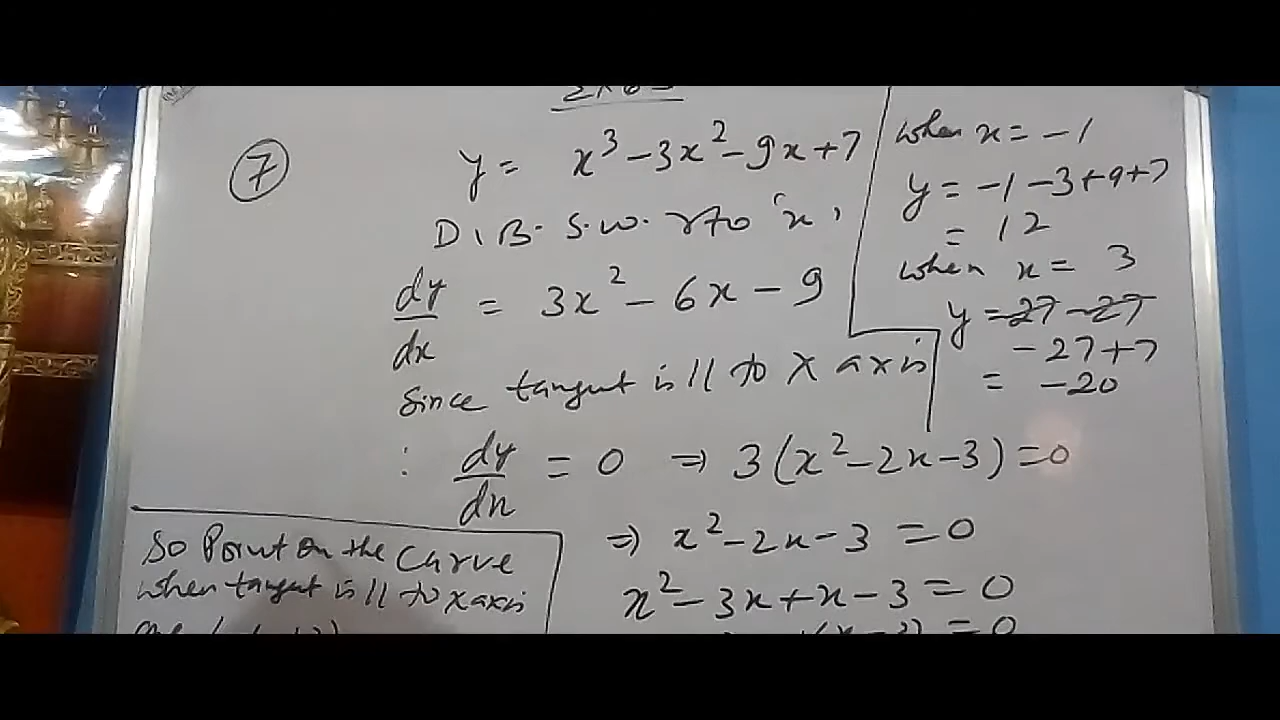 7
y = x³ - 3x² - 9x + 7
D.B.S.w. r to 'x'
dy/dx = 3x² - 6x - 9
Since tangent is || to x axis
∴ dy/dx = 0 ⇒ 3(x² - 2x - 3) = 0
⇒ x² - 2x - 3 = 0
x² - 3x + x - 3 = 0
when x = -1
y = -1 - 3 + 9 + 7
= 12
when x = 3
y = 27 - 27
- 27 + 7
= -20
So Point on the curve
when tangent is || to x axis